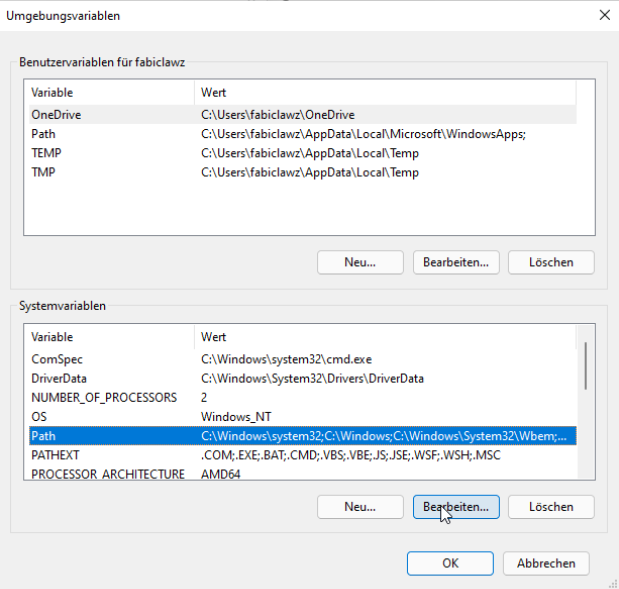 Umgebungsvariablen
Benutzervariablen für fabiclawz
Variable Wert
OneDrive C:\Users\fabiclawz\OneDrive
Path C:\Users\fabiclawz\AppData\Local\Microsoft\WindowsApps;
TEMP C:\Users\fabiclawz\AppData\Local\Temp
TMP C:\Users\fabiclawz\AppData\Local\Temp
Neu... Bearbeiten... Löschen
Systemvariablen
Variable Wert
ComSpec C:\Windows\system32\cmd.exe
DriverData C:\Windows\System32\Drivers\DriverData
NUMBER_OF_PROCESSORS 2
OS Windows_NT
Path C:\Windows\system32;C:\Windows;C:\Windows\System32\Wbem;...
PATHEXT .COM;.EXE;.BAT;.CMD;.VBS;.VBE;.JS;.JSE;.WSF;.WSH;.MSC
PROCESSOR_ARCHITECTURE AMD64
Neu... Bearbeiten... Löschen
OK Abbrechen